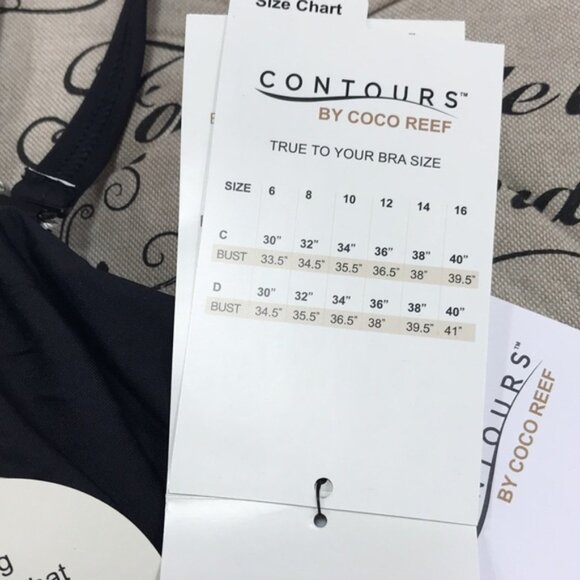 Size Chart
CONTOURS™
BY COCO REEF
TRUE TO YOUR BRA SIZE
SIZE 6 8 10 12 14 16
C 30" 32" 34" 36" 38" 40"
BUST 33.5" 34.5" 35.5" 36.5" 38" 39.5"
D 30" 32" 34" 36" 38" 40"
BUST 34.5" 35.5" 36.5" 38" 39.5" 41"
TOURS™
BY COCO REEF